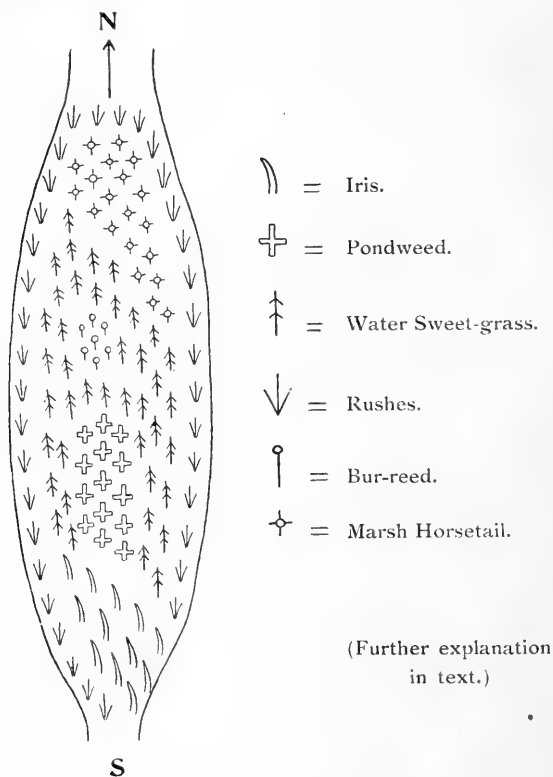 N
= Iris.
= Pondweed.
= Water Sweet-grass.
= Rushes.
= Bur-reed.
= Marsh Horsetail.
(Further explanation
in text.)
S